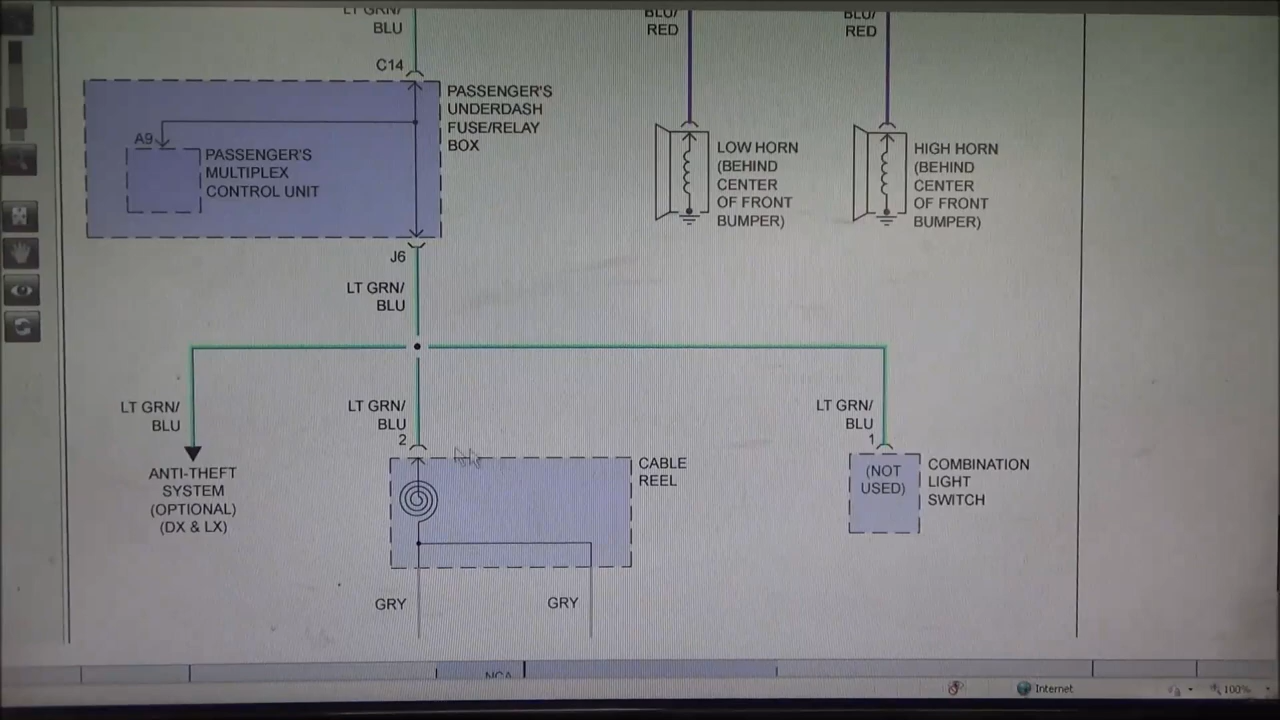 LT GRN/
BLU
C14
BLU/
RED
BLU/
RED
PASSENGER'S
UNDERDASH
FUSE/RELAY
BOX
A9
PASSENGER'S
MULTIPLEX
CONTROL UNIT
LOW HORN
(BEHIND
CENTER
OF FRONT
BUMPER)
HIGH HORN
(BEHIND
CENTER
OF FRONT
BUMPER)
J6
LT GRN/
BLU
LT GRN/
BLU
LT GRN/
BLU
2
LT GRN/
BLU
1
ANTI-THEFT
SYSTEM
(OPTIONAL)
(DX & LX)
CABLE
REEL
(NOT
USED)
COMBINATION
LIGHT
SWITCH
GRY
GRY
Internet
100%